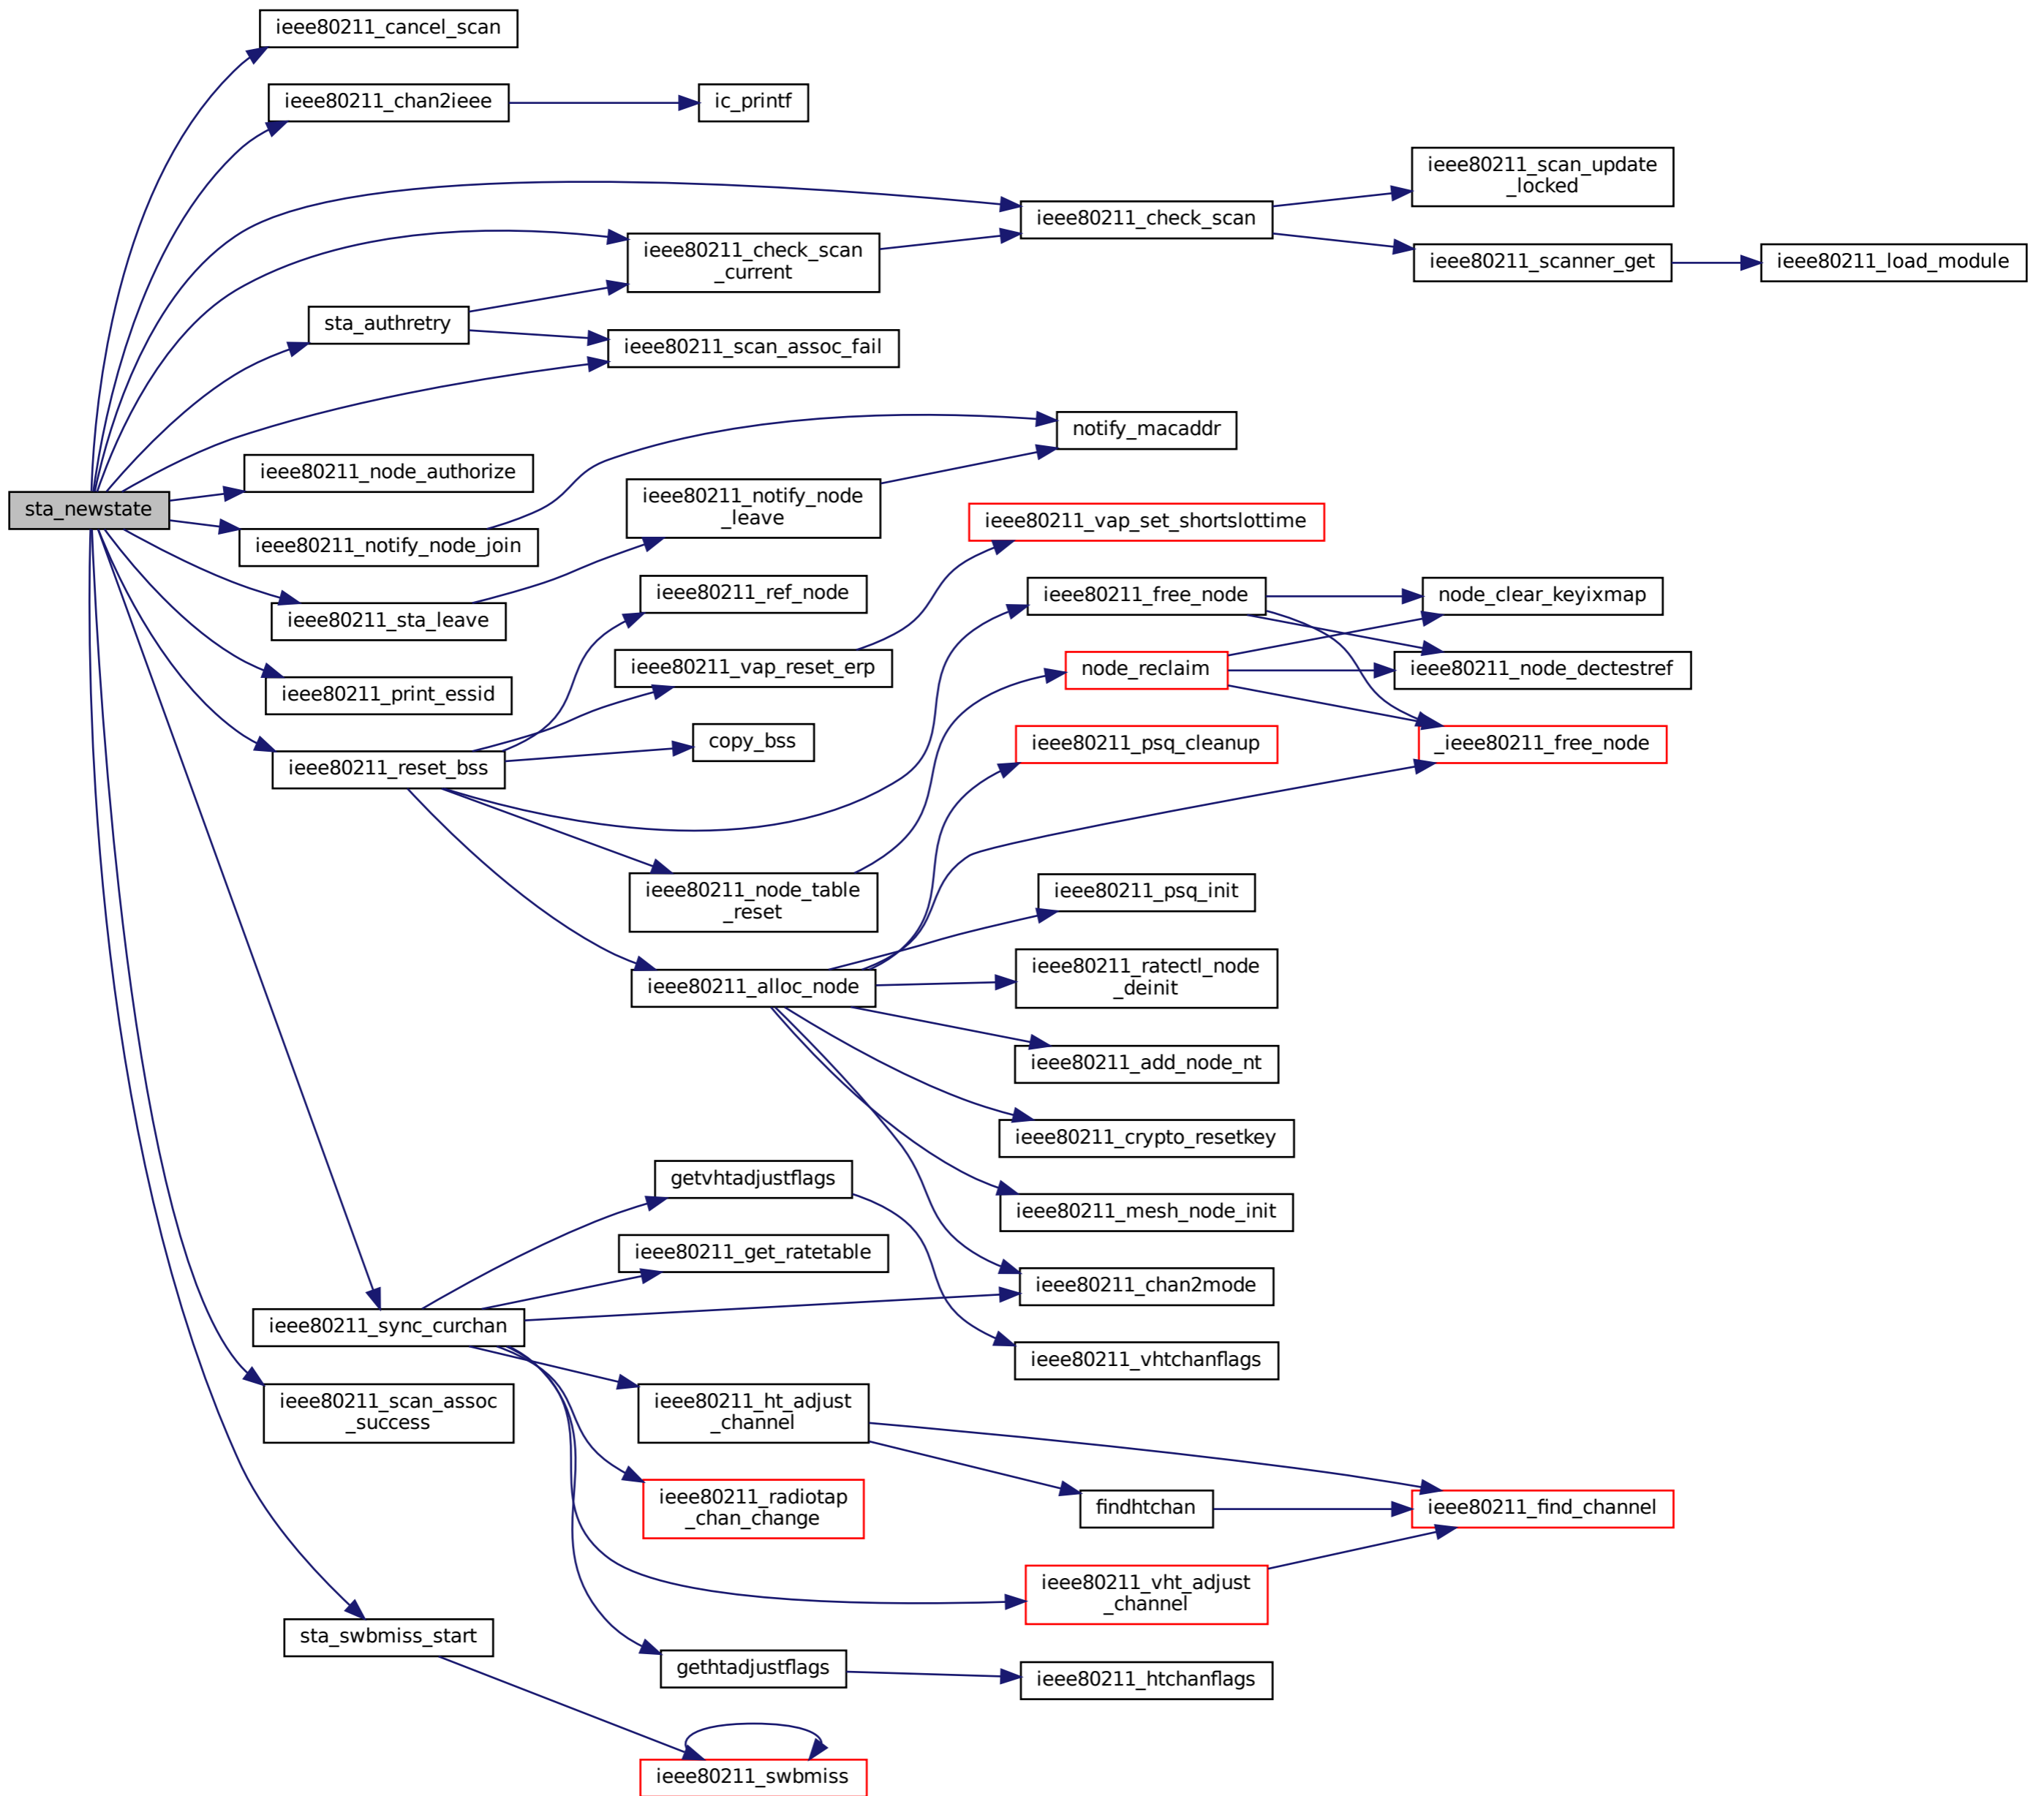 ieee80211_cancel_scan
ieee80211_chan2ieee
ic_printf
ieee80211_scan_update
_locked
ieee80211_check_scan
ieee80211_check_scan
_current
ieee80211_scanner_get
ieee80211_load_module
sta_authretry
ieee80211_scan_assoc_fail
notify_macaddr
ieee80211_node_authorize
sta_newstate
ieee80211_notify_node
_leave
ieee80211_vap_set_shortslottime
ieee80211_notify_node_join
ieee80211_ref_node
ieee80211_free_node
node_clear_keyixmap
ieee80211_sta_leave
ieee80211_vap_reset_erp
node_reclaim
ieee80211_node_dectestref
ieee80211_print_essid
copy_bss
ieee80211_psq_cleanup
_ieee80211_free_node
ieee80211_reset_bss
ieee80211_node_table
_reset
ieee80211_psq_init
ieee80211_alloc_node
ieee80211_ratectl_node
_deinit
ieee80211_add_node_nt
ieee80211_crypto_resetkey
getvhtadjustflags
ieee80211_mesh_node_init
ieee80211_get_ratetable
ieee80211_chan2mode
ieee80211_sync_curchan
ieee80211_vhtchanflags
ieee80211_scan_assoc
_success
ieee80211_ht_adjust
_channel
ieee80211_radiotap
_chan_change
findhtchan
ieee80211_find_channel
ieee80211_vht_adjust
_channel
sta_swbmiss_start
gethtadjustflags
ieee80211_htchanflags
ieee80211_swbmiss